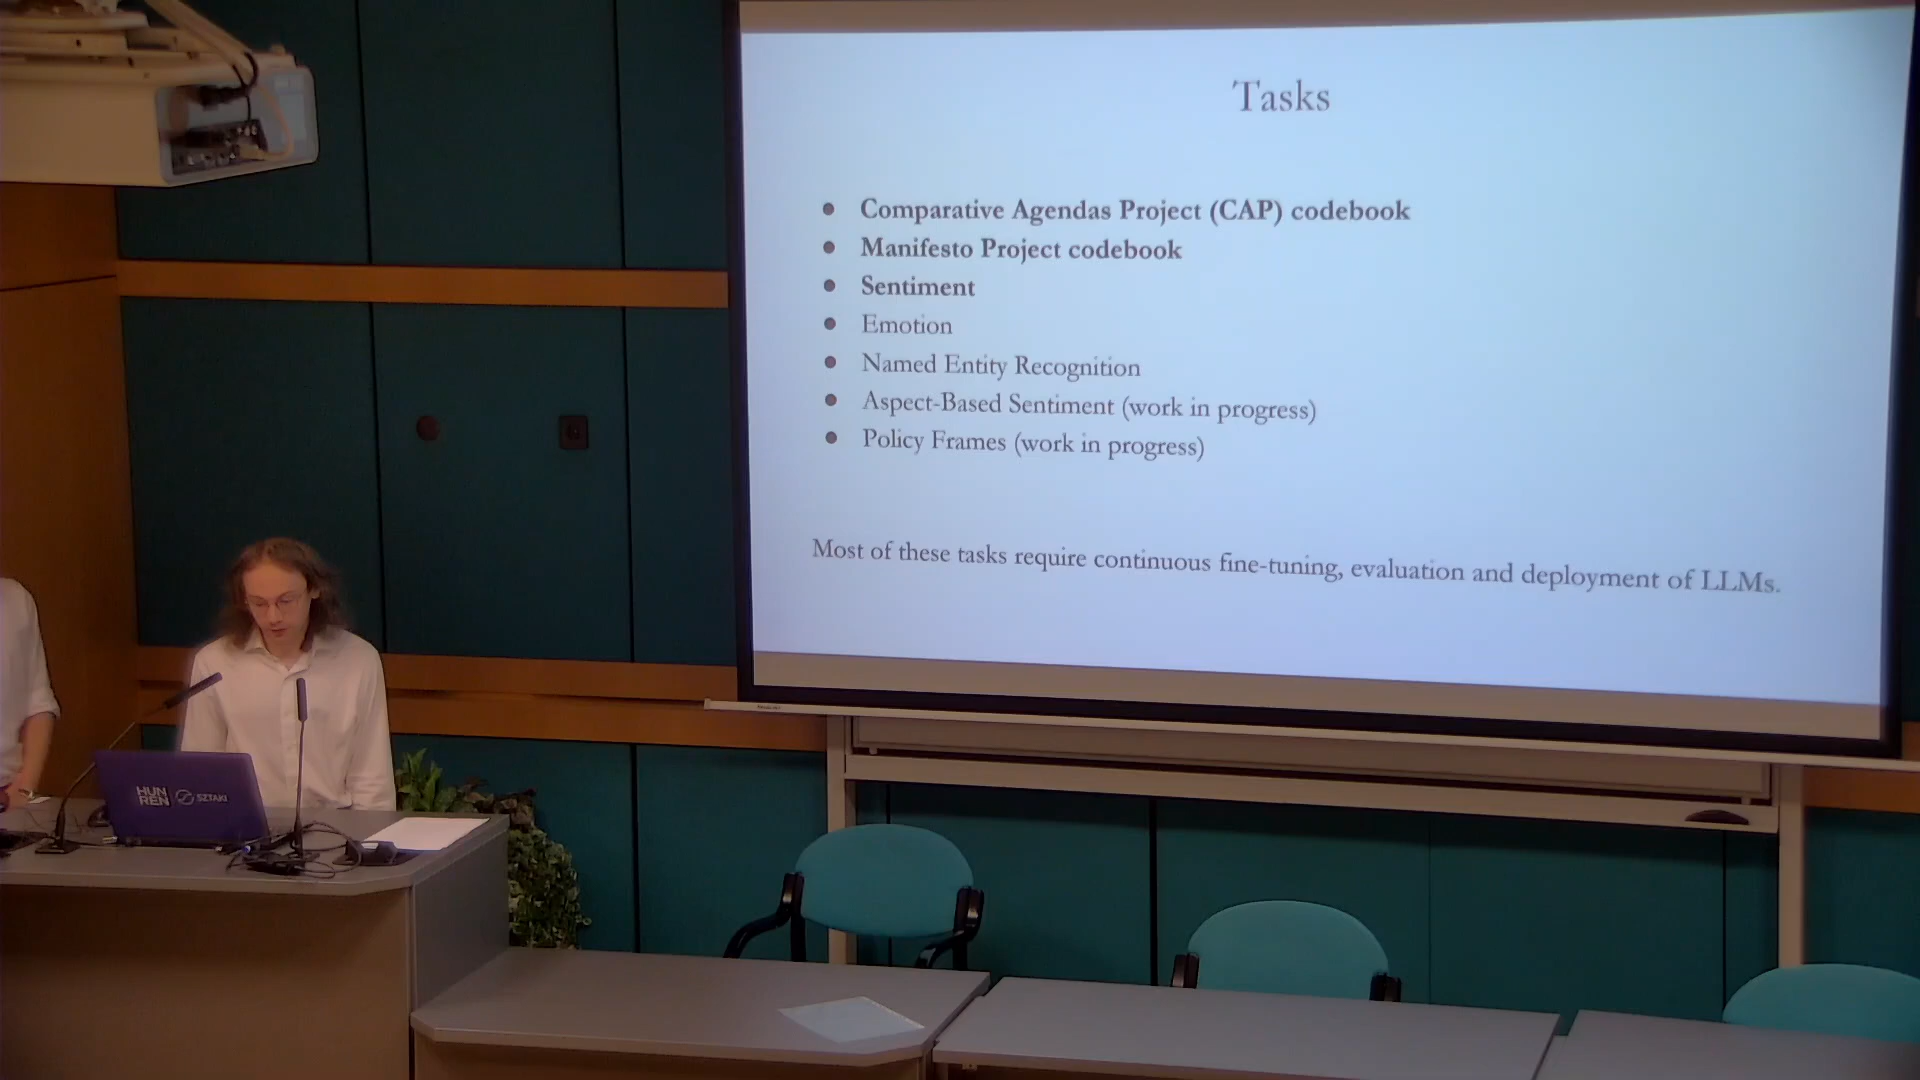 Tasks
Comparative Agendas Project (CAP) codebook
Manifesto Project codebook
Sentiment
Emotion
Named Entity Recognition
Aspect-Based Sentiment (work in progress)
Policy Frames (work in progress)
Most of these tasks require continuous fine-tuning, evaluation and deployment of LLMs.
HUN
REN
SZTAKI